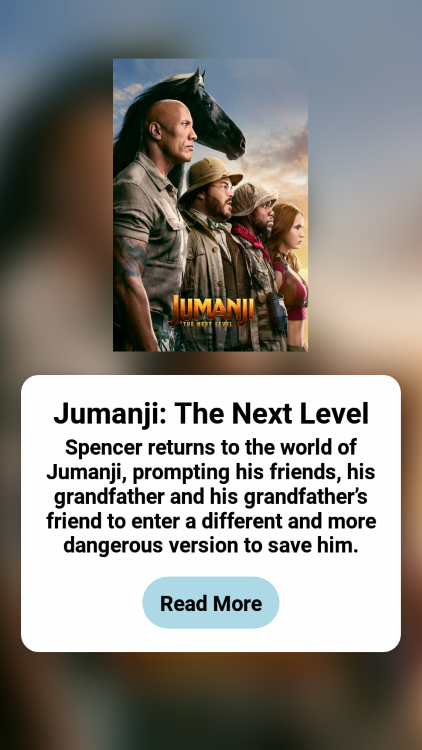 JUMANJI
THE NEXT LEVEL
Jumanji: The Next Level
Spencer returns to the world of
Jumanji, prompting his friends, his
grandfather and his grandfather’s
friend to enter a different and more
dangerous version to save him.
Read More